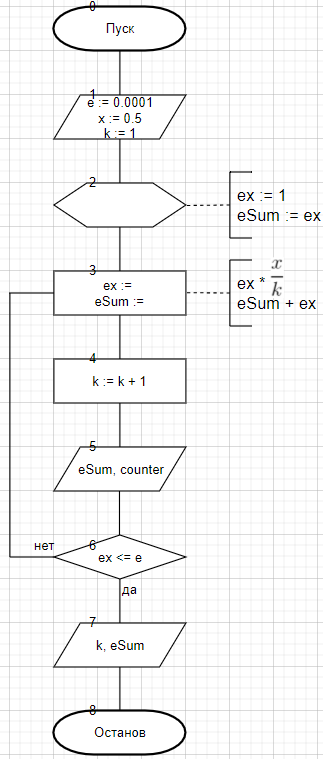 0
Пуск
1
e := 0.0001
x := 0.5
k := 1
2
ex := 1
eSum := ex
3
ex :=
eSum :=
ex * x/k
eSum + ex
4
k := k + 1
5
eSum, counter
нет
6
ex <= e
да
7
k, eSum
8
Останов